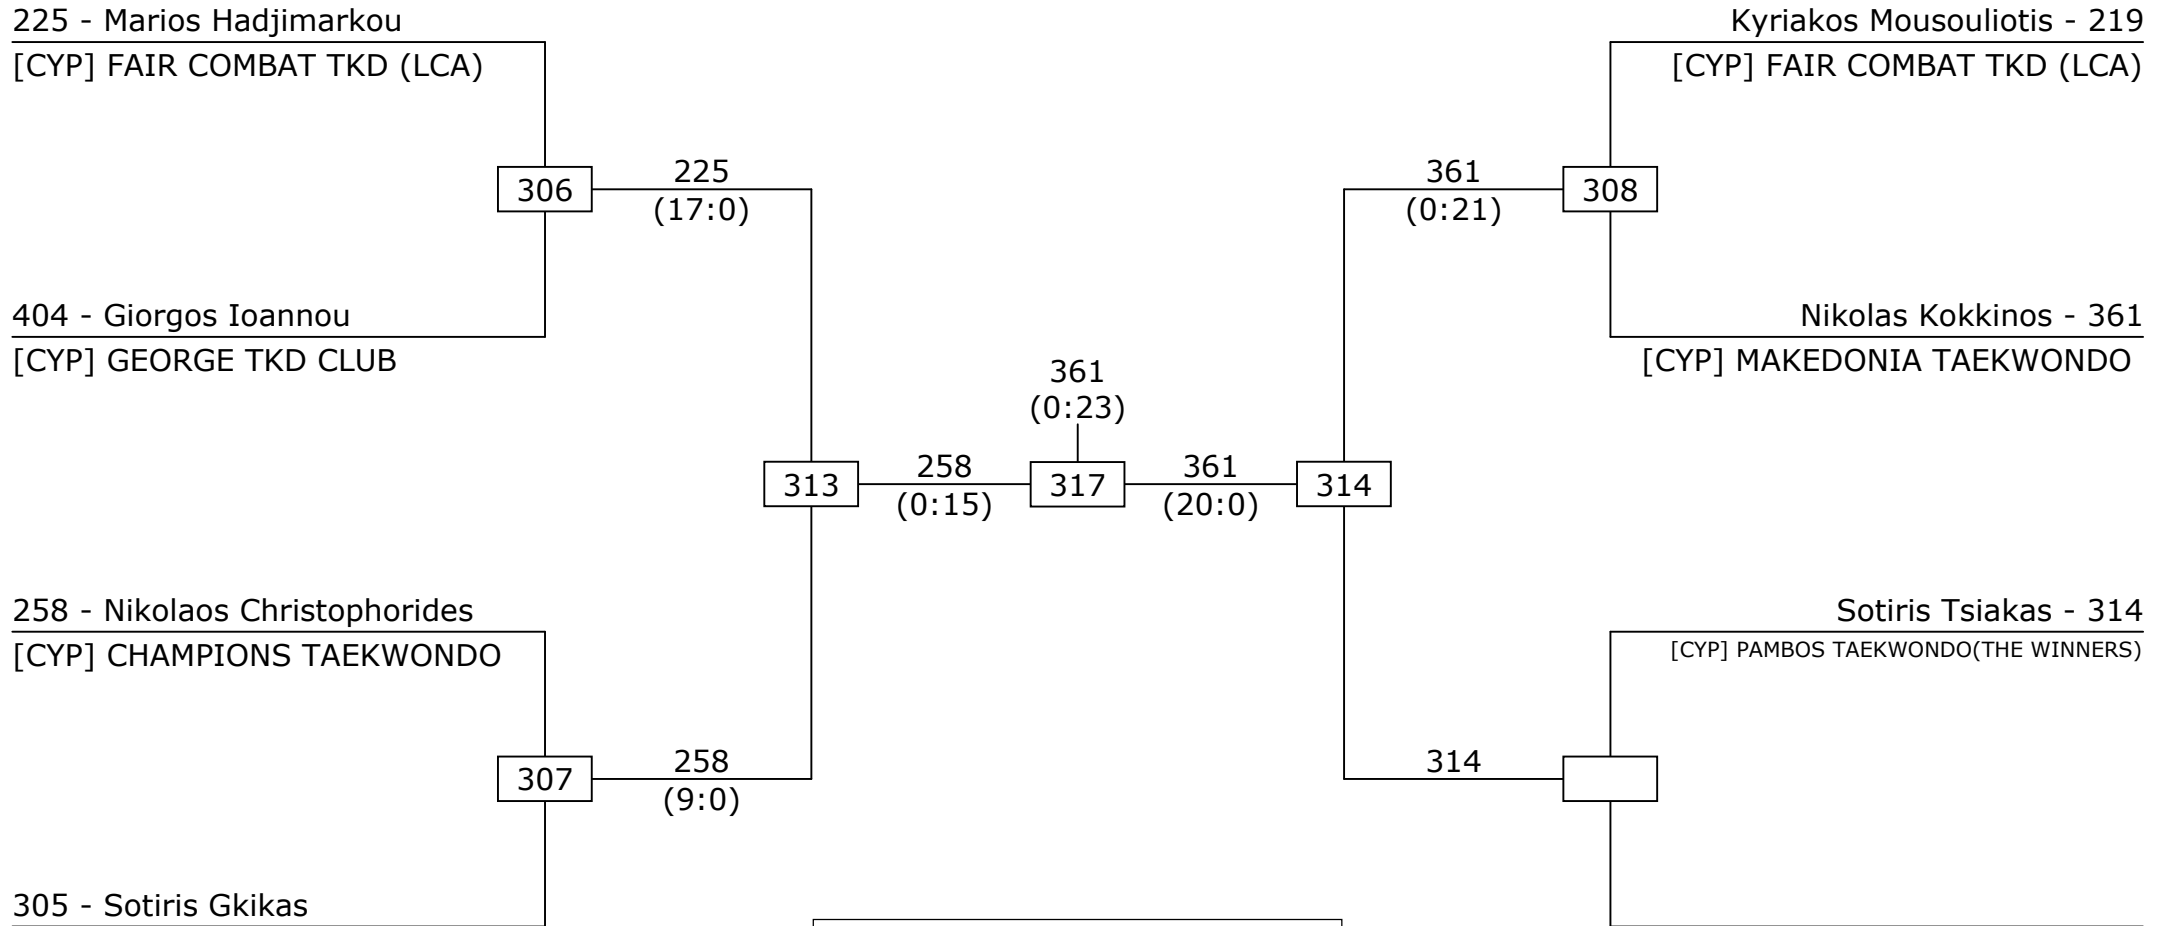 225 - Marios Hadjimarkou
[CYP] FAIR COMBAT TKD (LCA)
Kyriakos Mousouliotis - 219
[CYP] FAIR COMBAT TKD (LCA)
306
225
(17:0)
361
(0:21)
308
404 - Giorgos Ioannou
[CYP] GEORGE TKD CLUB
Nikolas Kokkinos - 361
[CYP] MAKEDONIA TAEKWONDO
361
(0:23)
313
258
(0:15)
317
361
(20:0)
314
258 - Nikolaos Christophorides
[CYP] CHAMPIONS TAEKWONDO
Sotiris Tsiakas - 314
[CYP] PAMBOS TAEKWONDO(THE WINNERS)
307
258
(9:0)
314
305 - Sotiris Gkikas